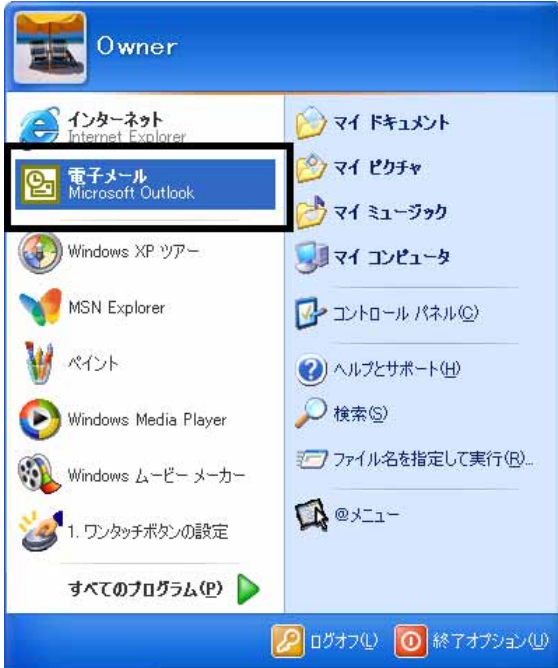 Owner
インターネット
Internet Explorer
電子メール
Microsoft Outlook
Windows XP ツアー
MSN Explorer
ペイント
Windows Media Player
Windows ムービー メーカー
1. ワンタッチボタンの設定
すべてのプログラム(P)
マイ ドキュメント
マイ ピクチャ
マイ ミュージック
マイ コンピュータ
コントロール パネル(C)
ヘルプとサポート(H)
検索(S)
ファイル名を指定して実行(R)...
@メニュー
ログオフ(L)
終了オプション(U)